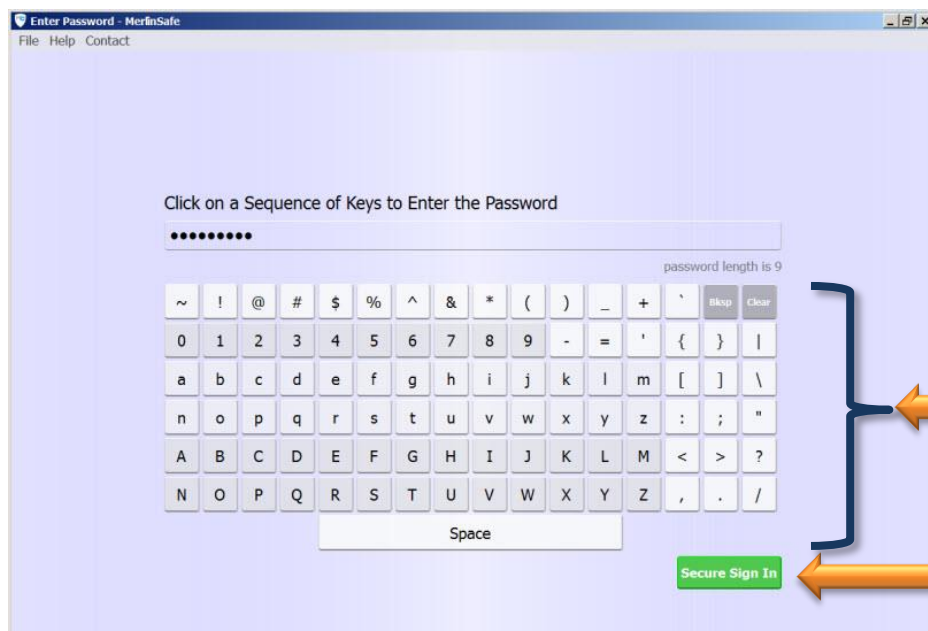 Enter Password - MerlinSafe
File Help Contact
Click on a Sequence of Keys to Enter the Password
•••••••••
password length is 9
~ ! @ # $ % ^ & * ( ) _ + ` Bksp Clear
0 1 2 3 4 5 6 7 8 9 - = ' { } |
a b c d e f g h i j k l m [ ] \
n o p q r s t u v w x y z : ; "
A B C D E F G H I J K L M < > ?
N O P Q R S T U V W X Y Z , . /
Space
Secure Sign In